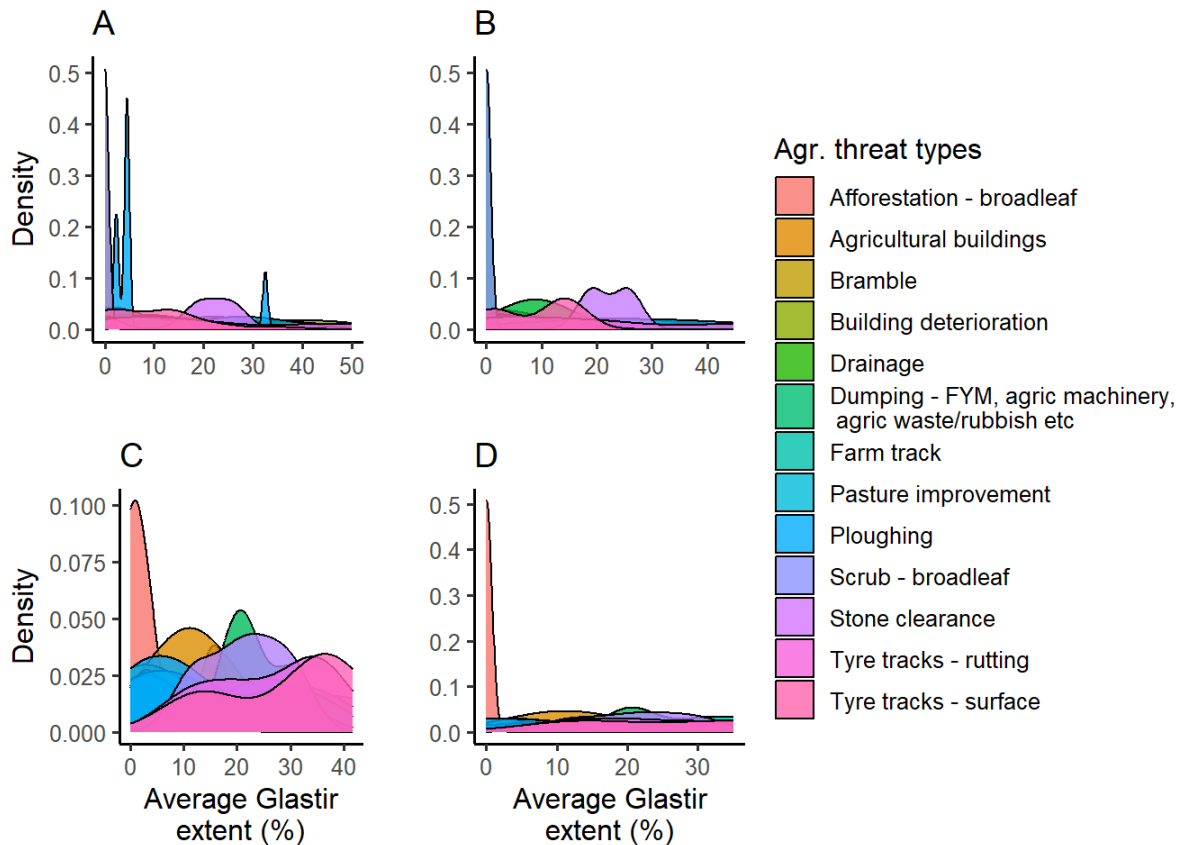 A
B
Density
0.5
0.4
0.3
0.2
0.1
0.0
0 10 20 30 40 50
0.5
0.4
0.3
0.2
0.1
0.0
0 10 20 30 40
C
D
Density
0.100
0.075
0.050
0.025
0.000
0 10 20 30 40
Average Glastir
extent (%)
0.5
0.4
0.3
0.2
0.1
0.0
0 10 20 30
Average Glastir
extent (%)
Agr. threat types
Afforestation - broadleaf
Agricultural buildings
Bramble
Building deterioration
Drainage
Dumping - FYM, agric machinery,
agric waste/rubbish etc
Farm track
Pasture improvement
Ploughing
Scrub - broadleaf
Stone clearance
Tyre tracks - rutting
Tyre tracks - surface